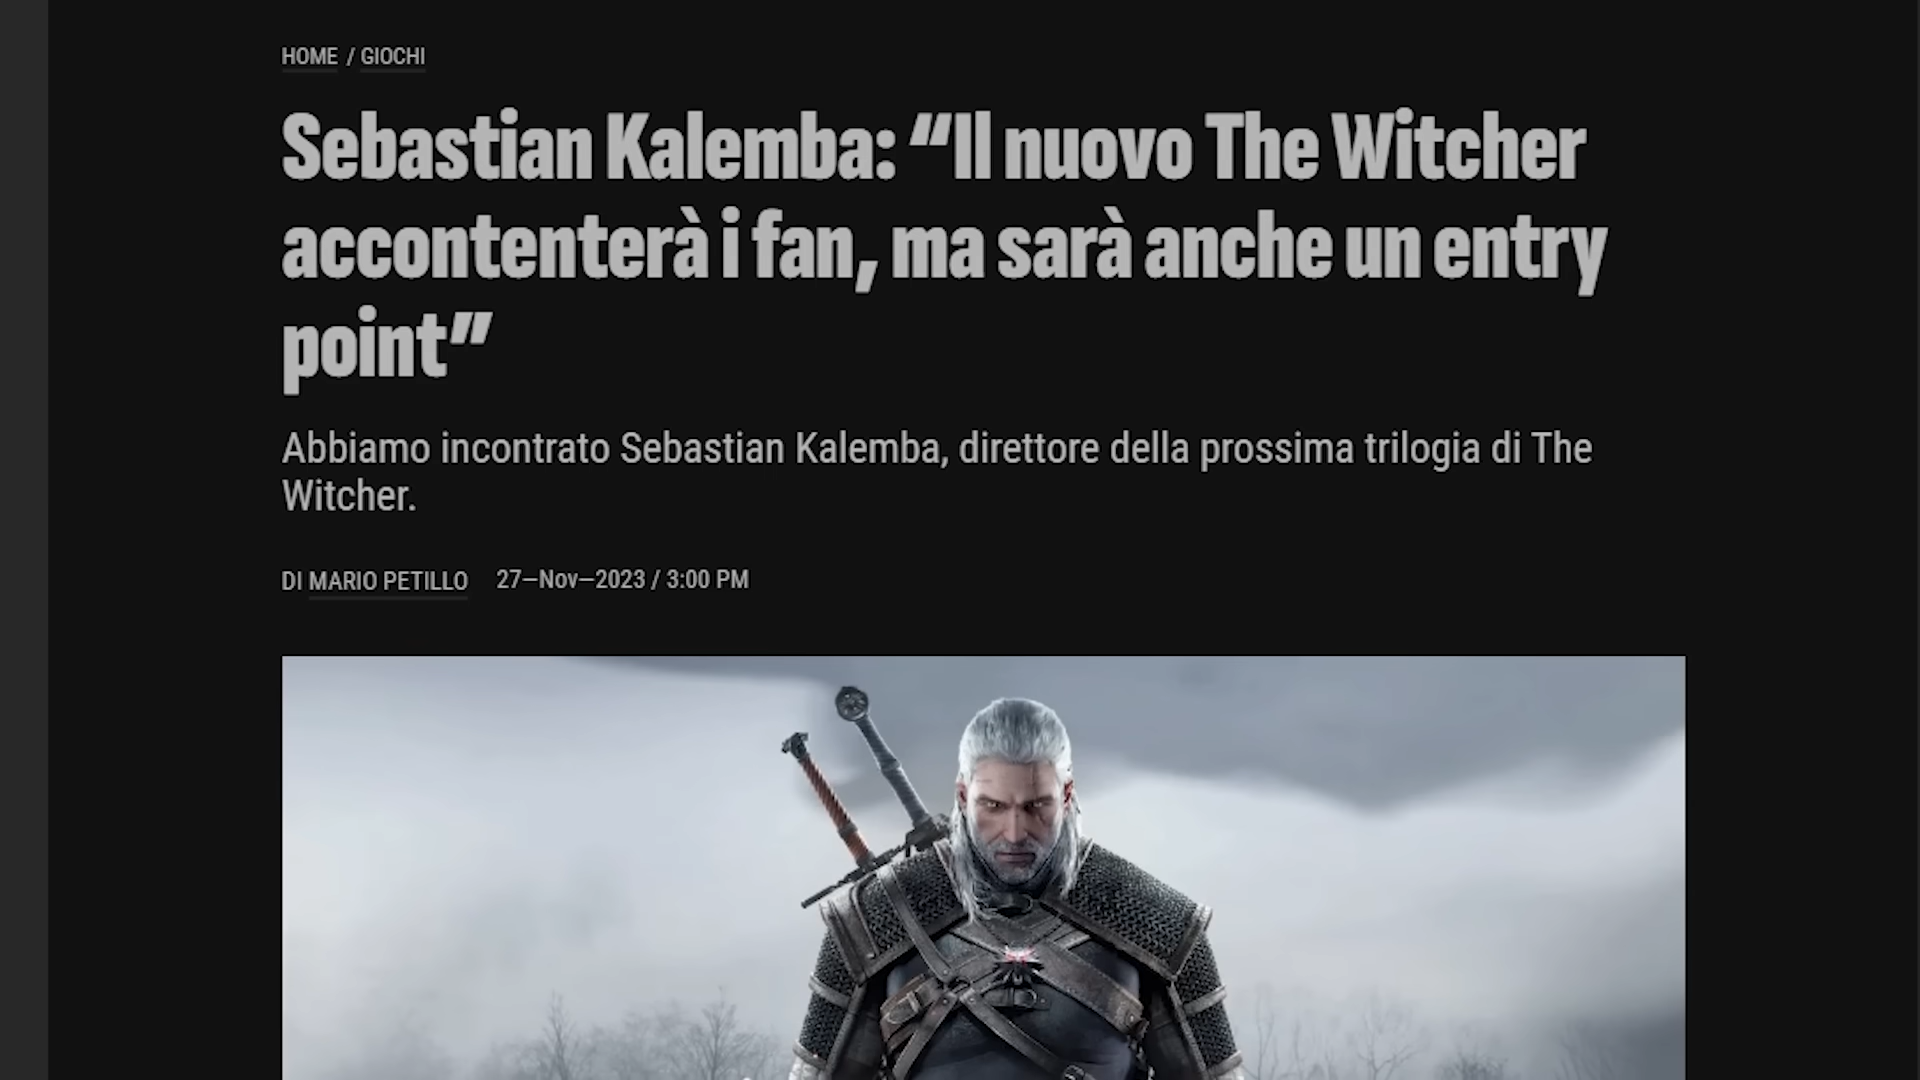 HOME / GIOCHI
Sebastian Kalemba: “Il nuovo The Witcher
accontenterà i fan, ma sarà anche un entry
point”
Abbiamo incontrato Sebastian Kalemba, direttore della prossima trilogia di The
Witcher.
DI MARIO PETILLO 27—Nov—2023 / 3:00 PM